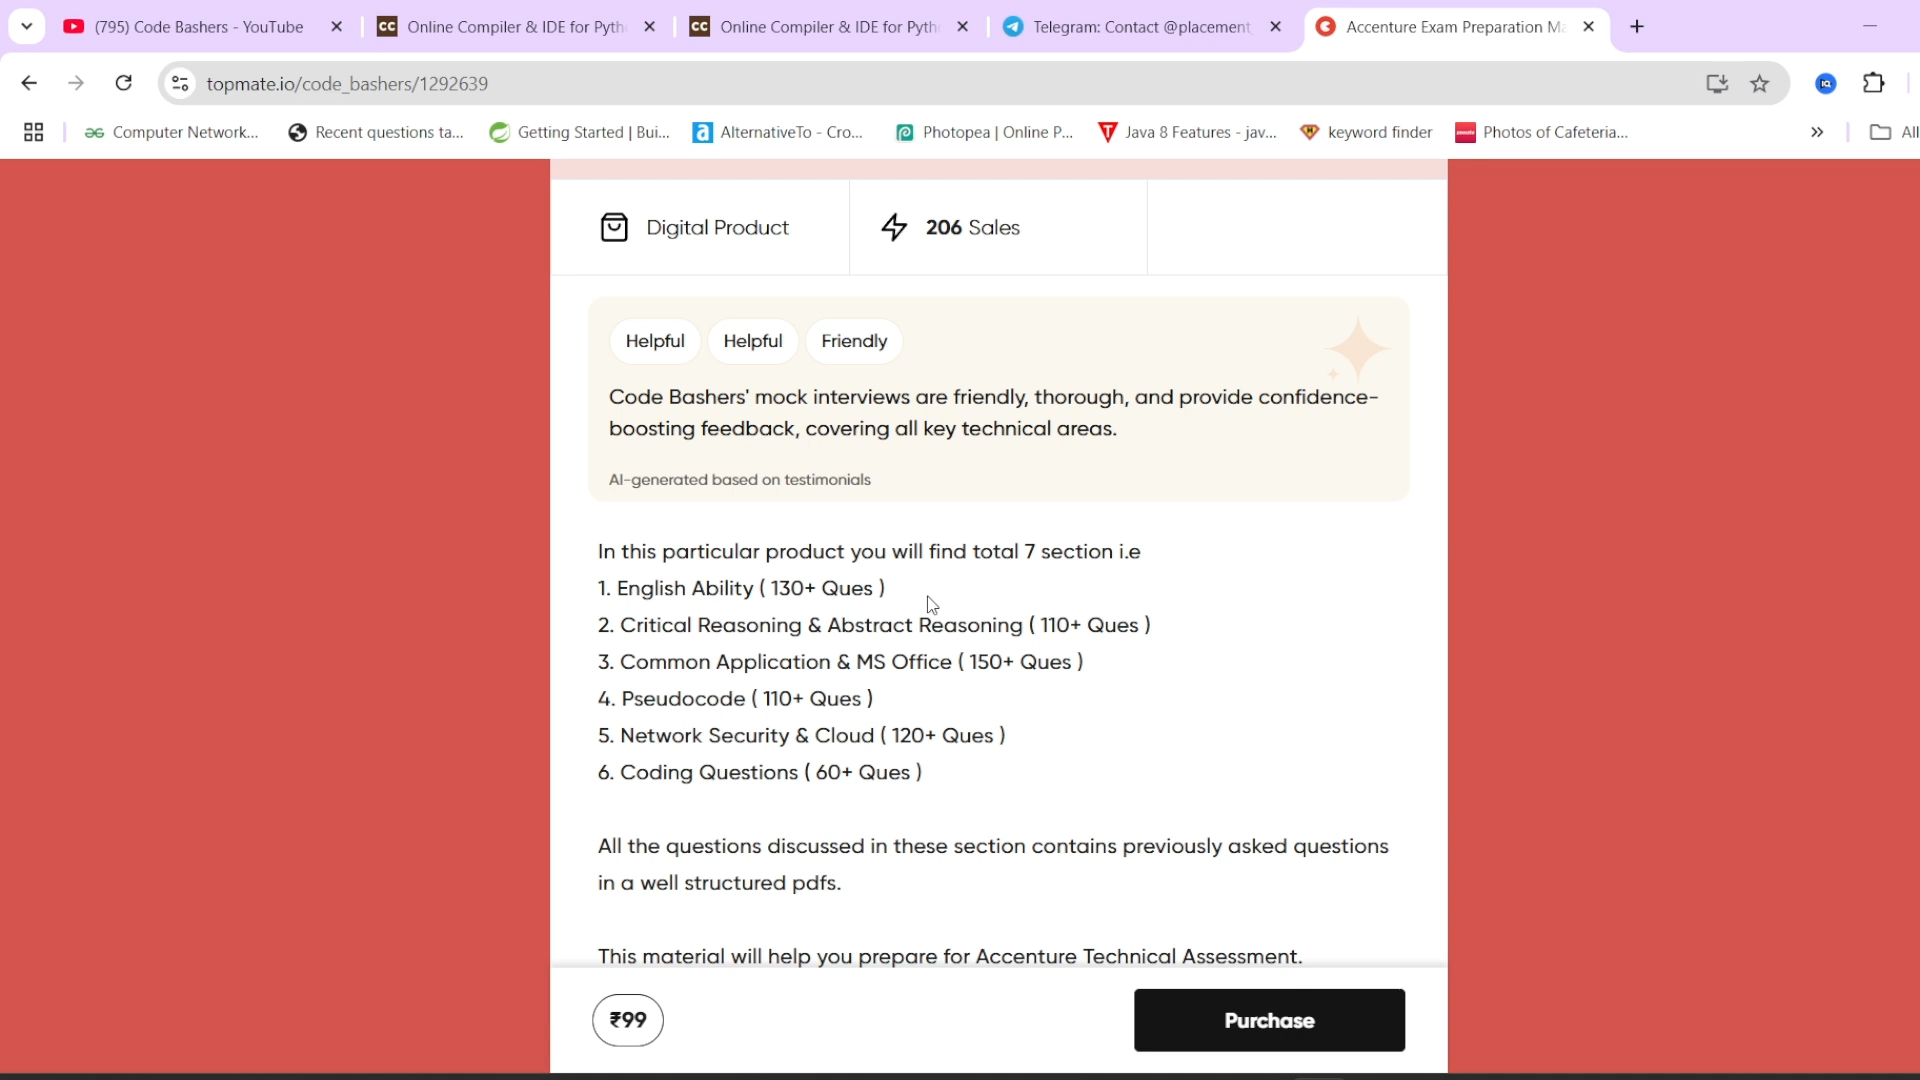 (795) Code Bashers - YouTube
Online Compiler & IDE for Pyth
Online Compiler & IDE for Pyth
Telegram: Contact @placement
Accenture Exam Preparation Ma
topmate.io/code_bashers/1292639
Computer Network...
Recent questions ta...
Getting Started | Bui...
AlternativeTo - Cro...
Photopea | Online P...
Java 8 Features - jav...
keyword finder
Photos of Cafeteria...
All
Digital Product
206 Sales
Helpful
Helpful
Friendly
Code Bashers' mock interviews are friendly, thorough, and provide confidence-
boosting feedback, covering all key technical areas.
AI-generated based on testimonials
In this particular product you will find total 7 section i.e
1. English Ability ( 130+ Ques )
2. Critical Reasoning & Abstract Reasoning ( 110+ Ques )
3. Common Application & MS Office ( 150+ Ques )
4. Pseudocode ( 110+ Ques )
5. Network Security & Cloud ( 120+ Ques )
6. Coding Questions ( 60+ Ques )
All the questions discussed in these section contains previously asked questions
in a well structured pdfs.
This material will help you prepare for Accenture Technical Assessment.
₹99
Purchase